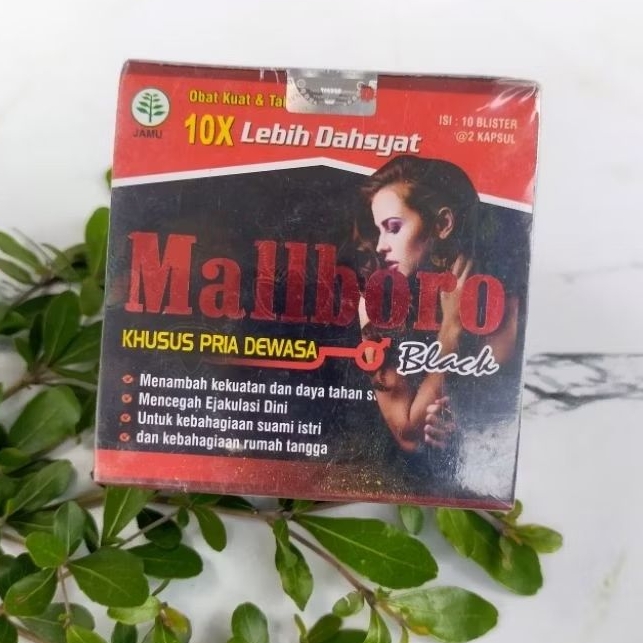 Obat Kuat & Ta
10X Lebih Dahsyat
ISI : 10 BLISTER
@2 KAPSUL
JAMU
Mallboro
KHUSUS PRIA DEWASA
Black
Menambah kekuatan dan daya tahan s
Mencegah Ejakulasi Dini
Untuk kebahagiaan suami istri
dan kebahagiaan rumah tangga